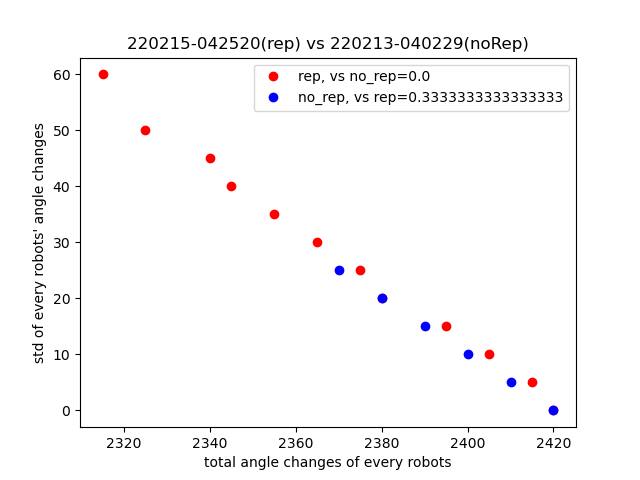 220215-042520(rep) vs 220213-040229(noRep)
rep, vs no_rep=0.0
no_rep, vs rep=0.3333333333333333
60
50
40
30
20
10
0
std of every robots' angle changes
2320 2340 2360 2380 2400 2420
total angle changes of every robots